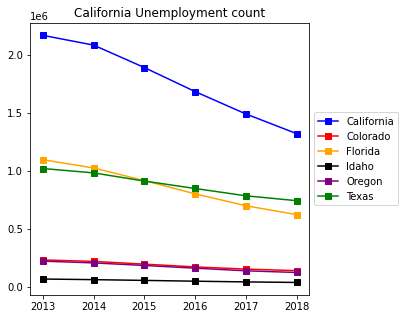 California Unemployment count
1e6
2.0
1.5
1.0
0.5
0.0
2013 2014 2015 2016 2017 2018
California
Colorado
Florida
Idaho
Oregon
Texas